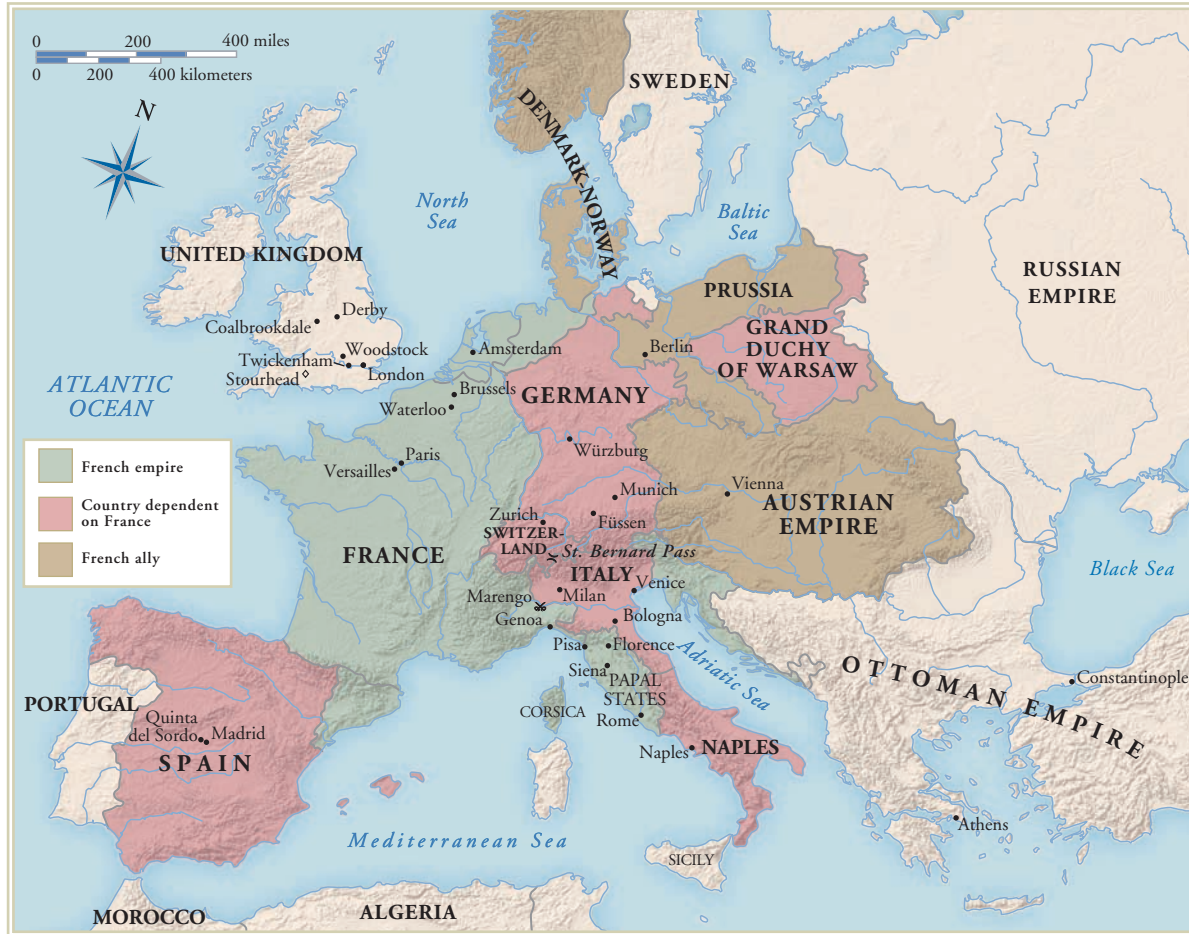 0 200 400 miles
0 200 400 kilometers
N
SWEDEN
DENMARK-NORWAY
North
Sea
Baltic
Sea
UNITED KINGDOM
RUSSIAN
EMPIRE
PRUSSIA
Derby
Coalbrookdale
GRAND
DUCHY
OF WARSAW
Woodstock
Twickenham
London
Stourhead
Amsterdam
Berlin
ATLANTIC
OCEAN
Brussels
GERMANY
Waterloo
French empire
Country dependent
on France
French ally
Paris
Versailles
Würzburg
Munich
Vienna
AUSTRIAN
EMPIRE
Zurich
Füssen
SWITZER-
LAND
St. Bernard Pass
FRANCE
ITALY
Black Sea
Marengo
Milan
Venice
Genoa
Bologna
Pisa
Florence
Adriatic Sea
Siena
PAPAL
STATES
OTTOMAN EMPIRE
Constantinople
PORTUGAL
CORSICA
Rome
Quinta
del Sordo
Madrid
SPAIN
Naples
NAPLES
Mediterranean Sea
Athens
SICILY
MOROCCO
ALGERIA